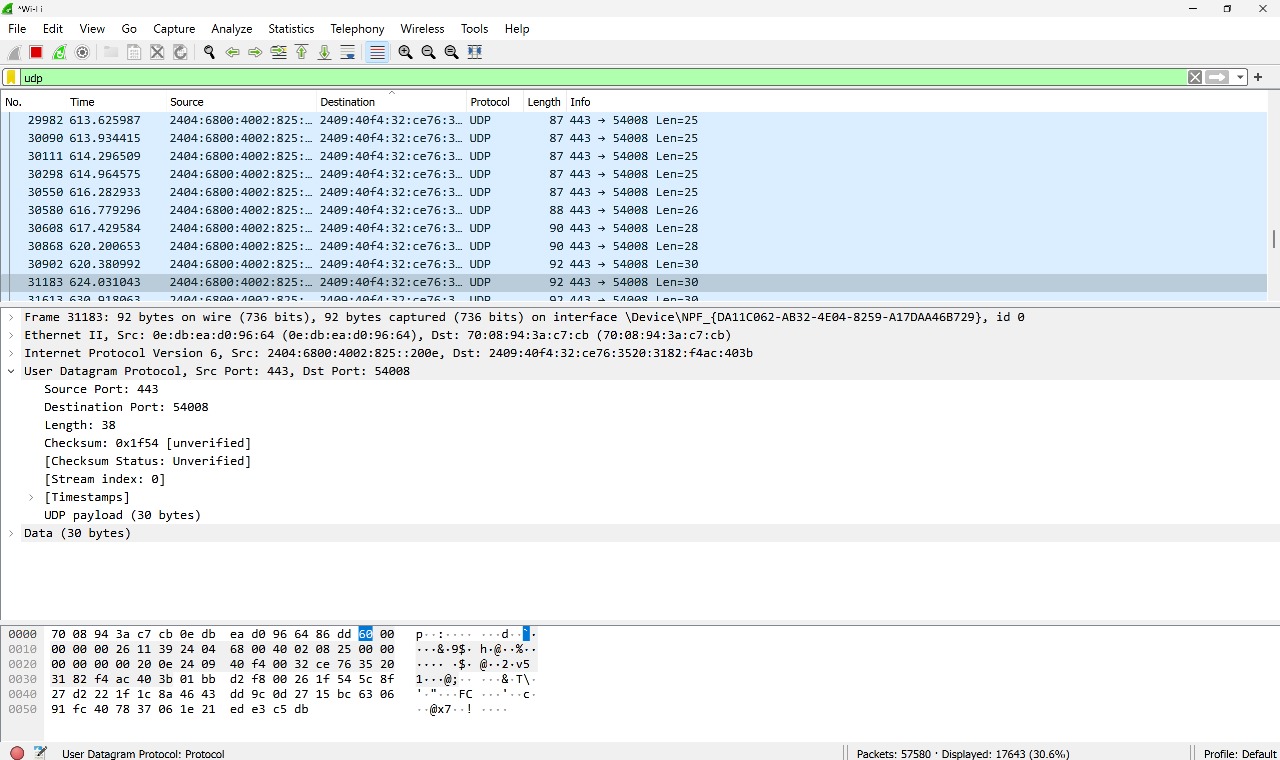 *Wi-Fi
File Edit View Go Capture Analyze Statistics Telephony Wireless Tools Help
udp
No. Time Source Destination Protocol Length Info
29982 613.625987 2404:6800:4002:825:… 2409:40f4:32:ce76:3… UDP 87 443 → 54008 Len=25
30090 613.934415 2404:6800:4002:825:… 2409:40f4:32:ce76:3… UDP 87 443 → 54008 Len=25
30111 614.296509 2404:6800:4002:825:… 2409:40f4:32:ce76:3… UDP 87 443 → 54008 Len=25
30298 614.964575 2404:6800:4002:825:… 2409:40f4:32:ce76:3… UDP 87 443 → 54008 Len=25
30550 616.282933 2404:6800:4002:825:… 2409:40f4:32:ce76:3… UDP 87 443 → 54008 Len=25
30580 616.779296 2404:6800:4002:825:… 2409:40f4:32:ce76:3… UDP 88 443 → 54008 Len=26
30608 617.429584 2404:6800:4002:825:… 2409:40f4:32:ce76:3… UDP 90 443 → 54008 Len=28
30868 620.200653 2404:6800:4002:825:… 2409:40f4:32:ce76:3… UDP 90 443 → 54008 Len=28
30902 620.380992 2404:6800:4002:825:… 2409:40f4:32:ce76:3… UDP 92 443 → 54008 Len=30
31183 624.031043 2404:6800:4002:825:… 2409:40f4:32:ce76:3… UDP 92 443 → 54008 Len=30
31613 630.918063 2404:6800:4002:825:… 2409:40f4:32:ce76:3… UDP 92 443 → 54008 Len=30
Frame 31183: 92 bytes on wire (736 bits), 92 bytes captured (736 bits) on interface \Device\NPF_{DA11C062-AB32-4E04-8259-A17DAA46B729}, id 0
Ethernet II, Src: 0e:db:ea:d0:96:64 (0e:db:ea:d0:96:64), Dst: 70:08:94:3a:c7:cb (70:08:94:3a:c7:cb)
Internet Protocol Version 6, Src: 2404:6800:4002:825::200e, Dst: 2409:40f4:32:ce76:3520:3182:f4ac:403b
User Datagram Protocol, Src Port: 443, Dst Port: 54008
Source Port: 443
Destination Port: 54008
Length: 38
Checksum: 0x1f54 [unverified]
[Checksum Status: Unverified]
[Stream index: 0]
[Timestamps]
UDP payload (30 bytes)
Data (30 bytes)
0000 70 08 94 3a c7 cb 0e db ea d0 96 64 86 dd 60 00 p··:···· ···d··`·
0010 00 00 00 26 11 39 24 04 68 00 40 02 08 25 00 00 ···&·9$· h·@··%··
0020 00 00 00 00 20 0e 24 09 40 f4 00 32 ce 76 35 20 ···· ·$· @··2·v5
0030 31 82 f4 ac 40 3b 01 bb d2 f8 00 26 1f 54 5c 8f 1···@;·· ···&·T\·
0040 27 d2 22 1f 1c 8a 46 43 dd 9c 0d 27 15 bc 63 06 '·"···FC ···'··c·
0050 91 fc 40 78 37 06 1e 21 ed e3 c5 db ··@x7··! ····
User Datagram Protocol: Protocol Packets: 57580 · Displayed: 17643 (30.6%) Profile: Default